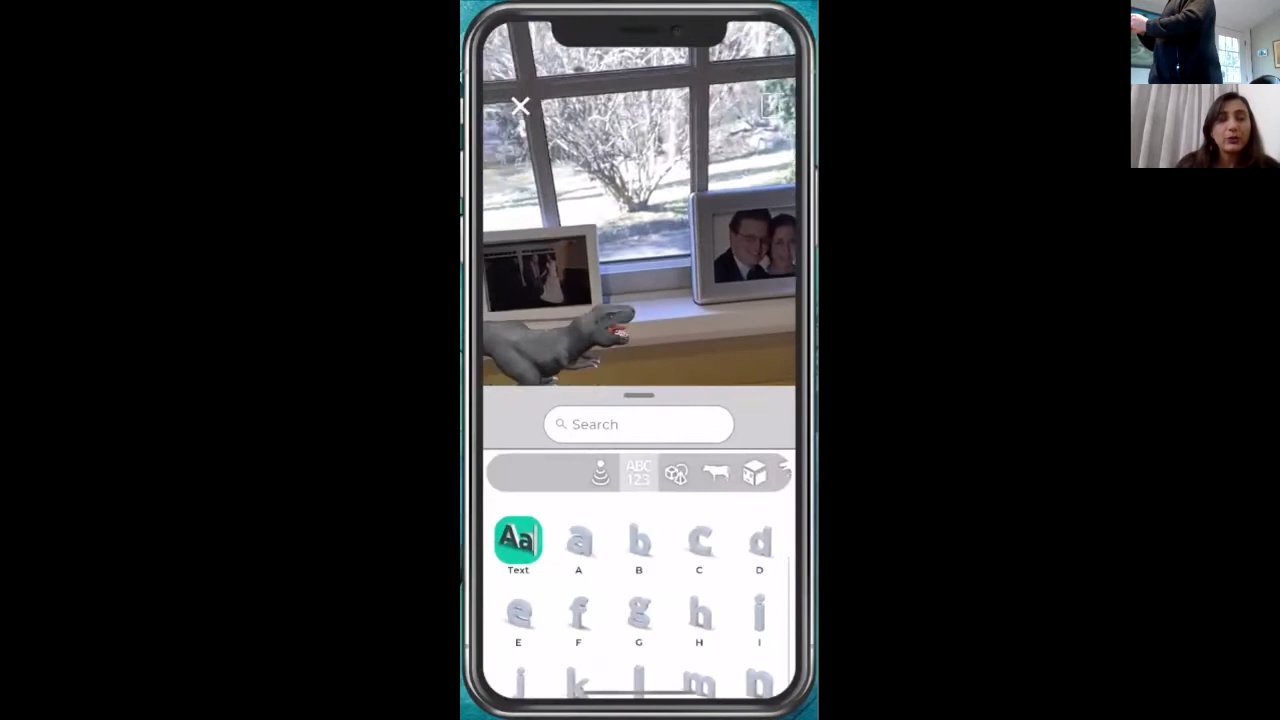 Search
ABC
123
Aa
a b c d
Text A B C D
e f g h i
E F G H I
j k l m n